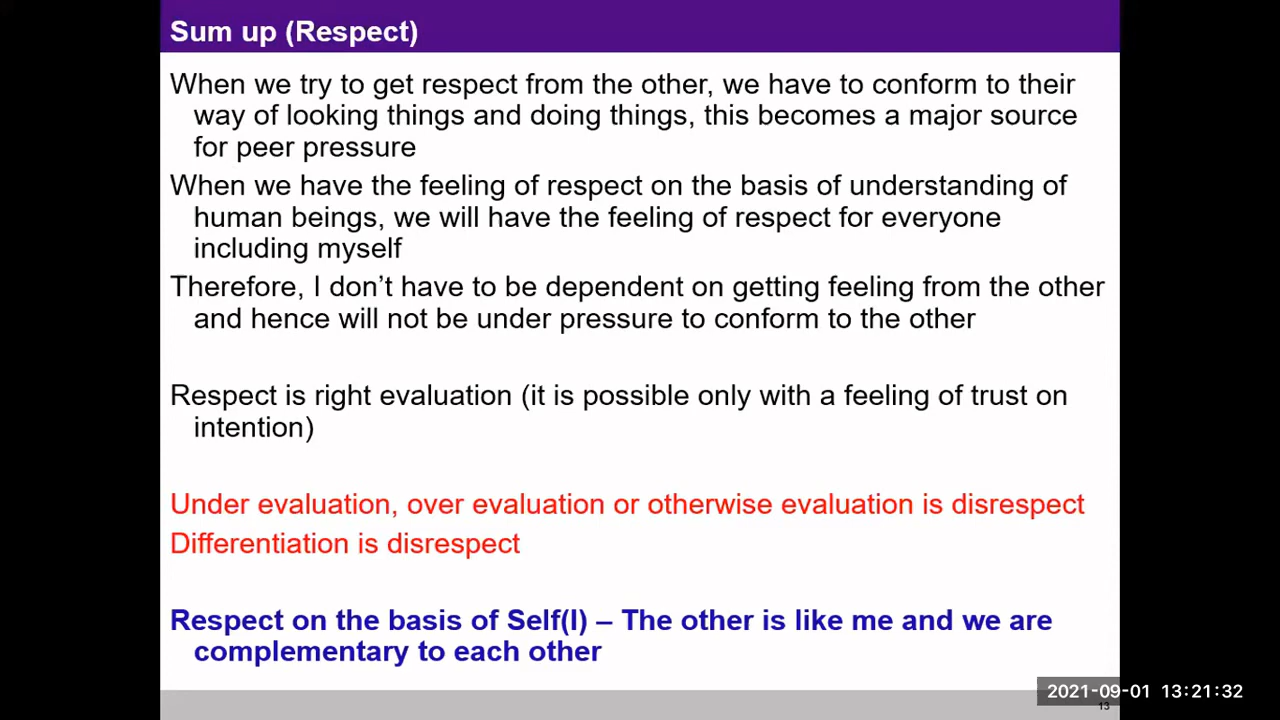 Sum up (Respect)
When we try to get respect from the other, we have to conform to their
way of looking things and doing things, this becomes a major source
for peer pressure
When we have the feeling of respect on the basis of understanding of
human beings, we will have the feeling of respect for everyone
including myself
Therefore, I don’t have to be dependent on getting feeling from the other
and hence will not be under pressure to conform to the other
Respect is right evaluation (it is possible only with a feeling of trust on
intention)
Under evaluation, over evaluation or otherwise evaluation is disrespect
Differentiation is disrespect
Respect on the basis of Self(I) – The other is like me and we are
complementary to each other
2021-09-01 13:21:32
13